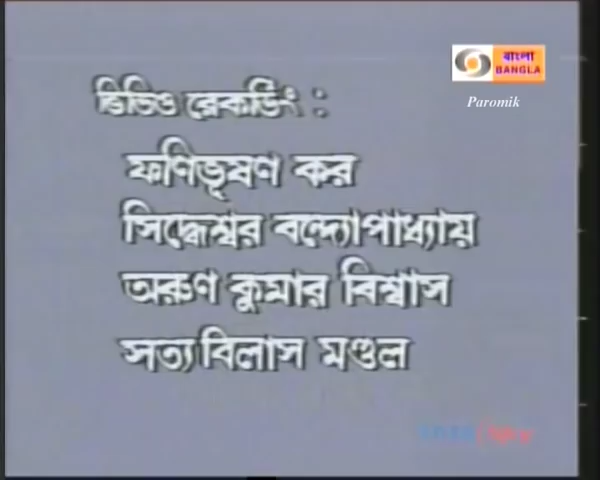 বাংলা
BANGLA
Paromik
ভিডিও রেকর্ডিং :
ফণিভূষণ কর
সিদ্ধেশ্বর বন্দ্যোপাধ্যায়
অরুণ কুমার বিশ্বাস
সত্য বিলাস মণ্ডল